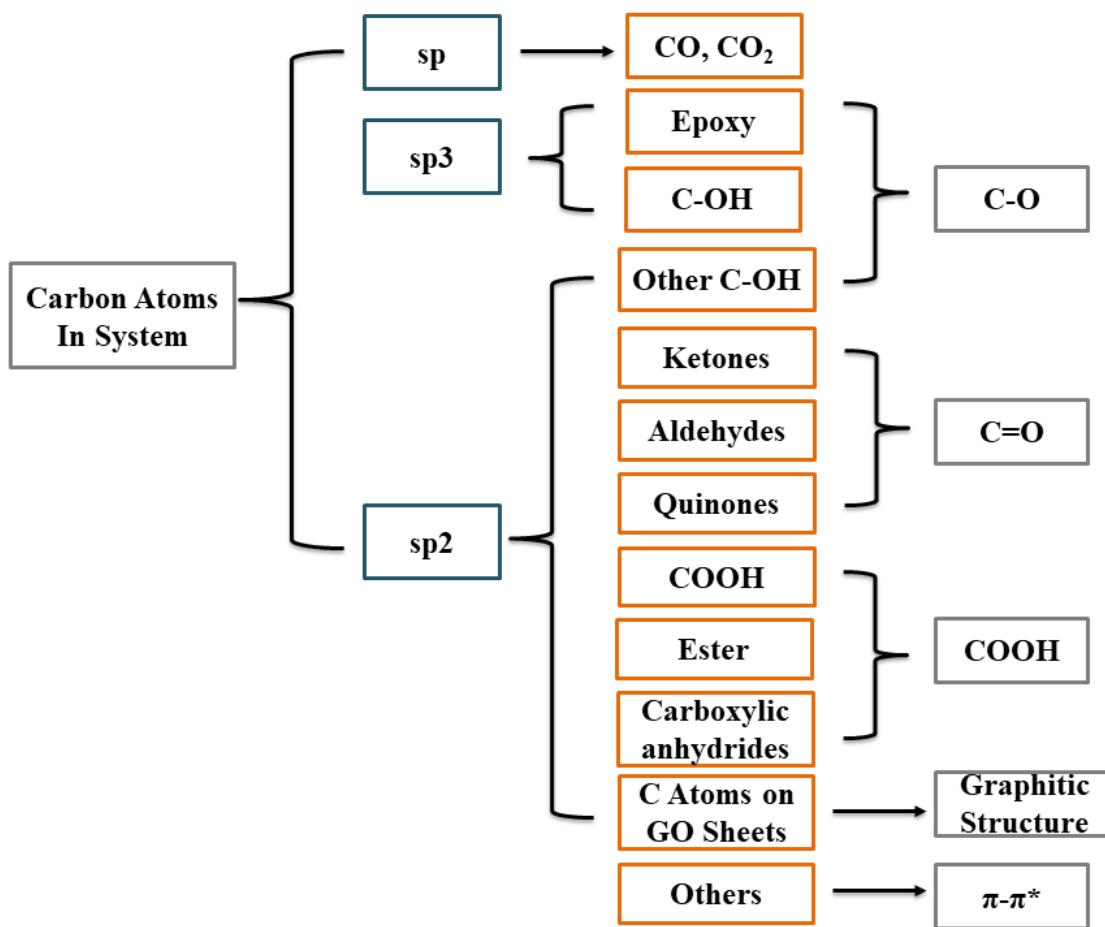 Carbon Atoms
In System
sp
sp3
sp2
CO, CO₂
Epoxy
C-OH
Other C-OH
Ketones
Aldehydes
Quinones
COOH
Ester
Carboxylic
anhydrides
C Atoms on
GO Sheets
Others
C-O
C=O
COOH
Graphitic
Structure
π-π*